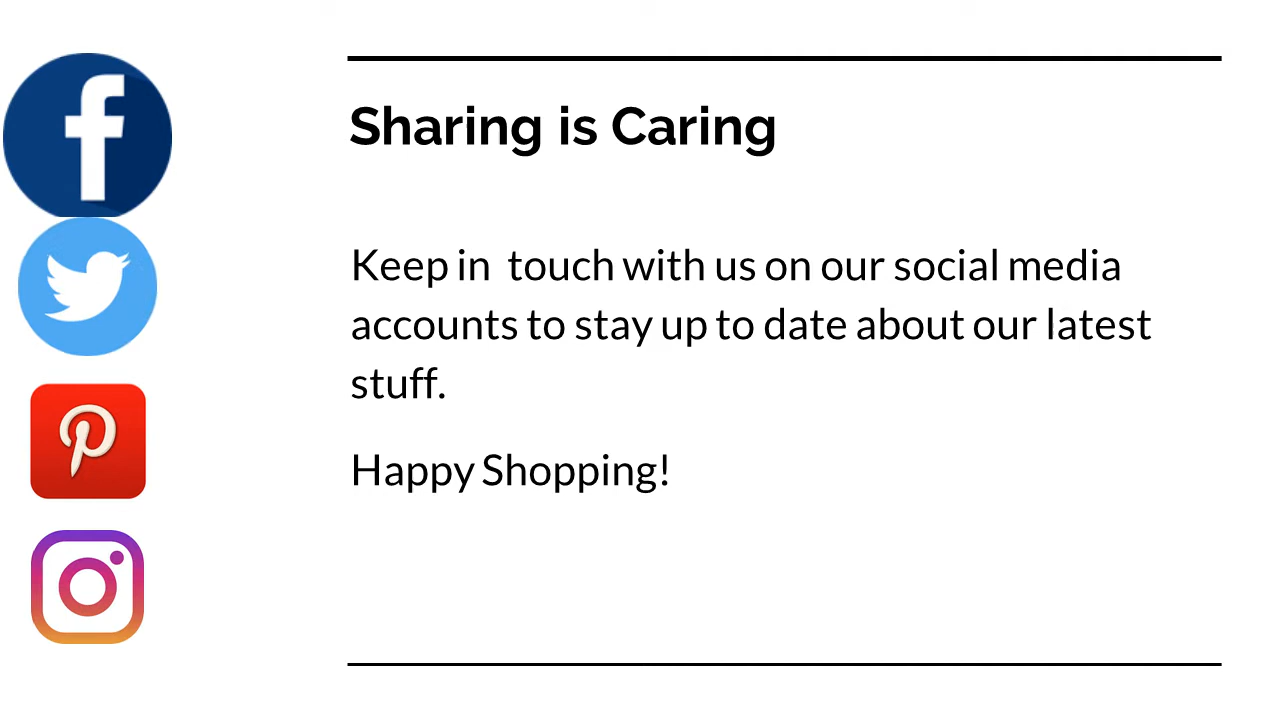 Sharing is Caring
Keep in  touch with us on our social media
accounts to stay up to date about our latest
stuff.
Happy Shopping!